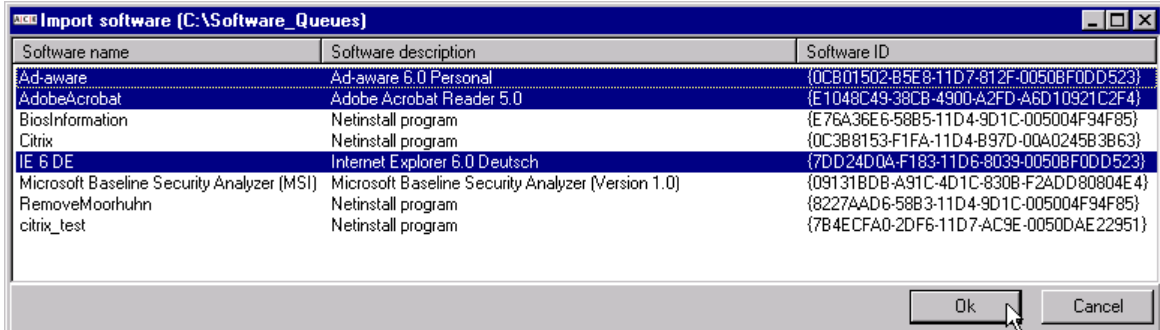 Import software (C:\Software_Queues)
Software name Software description Software ID
Ad-aware Ad-aware 6.0 Personal {0CB01502-B5E8-11D7-812F-0050BF0DD523}
AdobeAcrobat Adobe Acrobat Reader 5.0 {E1048C49-38CB-4900-A2FD-A6D10921C2F4}
BiosInformation Netinstall program {E76A36E6-58B5-11D4-9D1C-005004F94F85}
Citrix Netinstall program {0C3B8153-F1FA-11D4-B97D-00A0245B3B63}
IE 6 DE Internet Explorer 6.0 Deutsch {7DD24D0A-F183-11D6-8039-0050BF0DD523}
Microsoft Baseline Security Analyzer (MSI) Microsoft Baseline Security Analyzer (Version 1.0) {09131BDB-A91C-4D1C-830B-F2ADD80804E4}
RemoveMoorhuhn Netinstall program {8227AAD6-58B3-11D4-9D1C-005004F94F85}
citrix_test Netinstall program {7B4ECFA0-2DF6-11D7-AC9E-0050DAE22951}
Ok Cancel